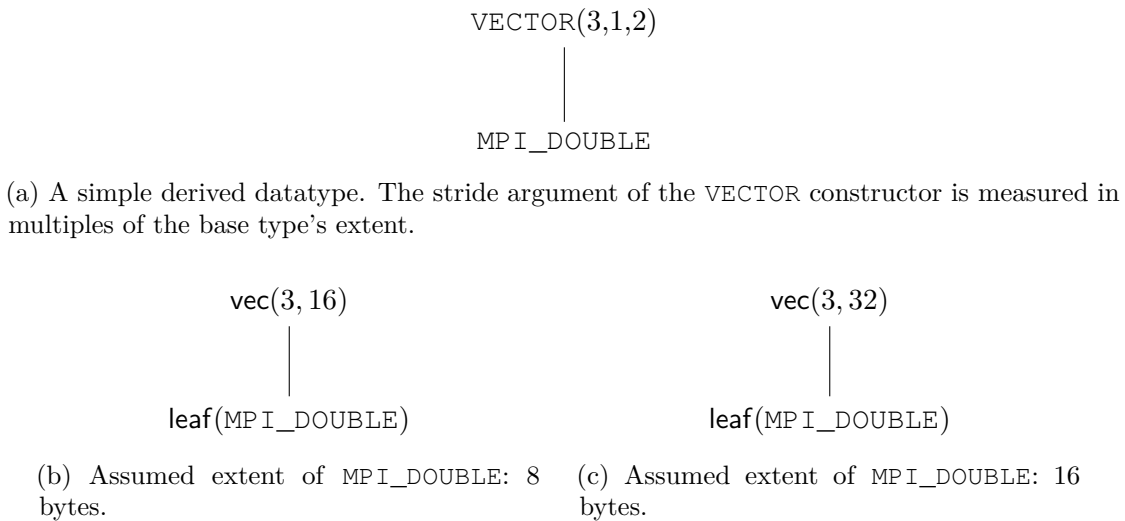 VECTOR(3,1,2)
MPI_DOUBLE
(a) A simple derived datatype. The stride argument of the VECTOR constructor is measured in
multiples of the base type's extent.
vec(3, 16)
leaf(MPI_DOUBLE)
(b) Assumed extent of MPI_DOUBLE: 8
bytes.
vec(3, 32)
leaf(MPI_DOUBLE)
(c) Assumed extent of MPI_DOUBLE: 16
bytes.